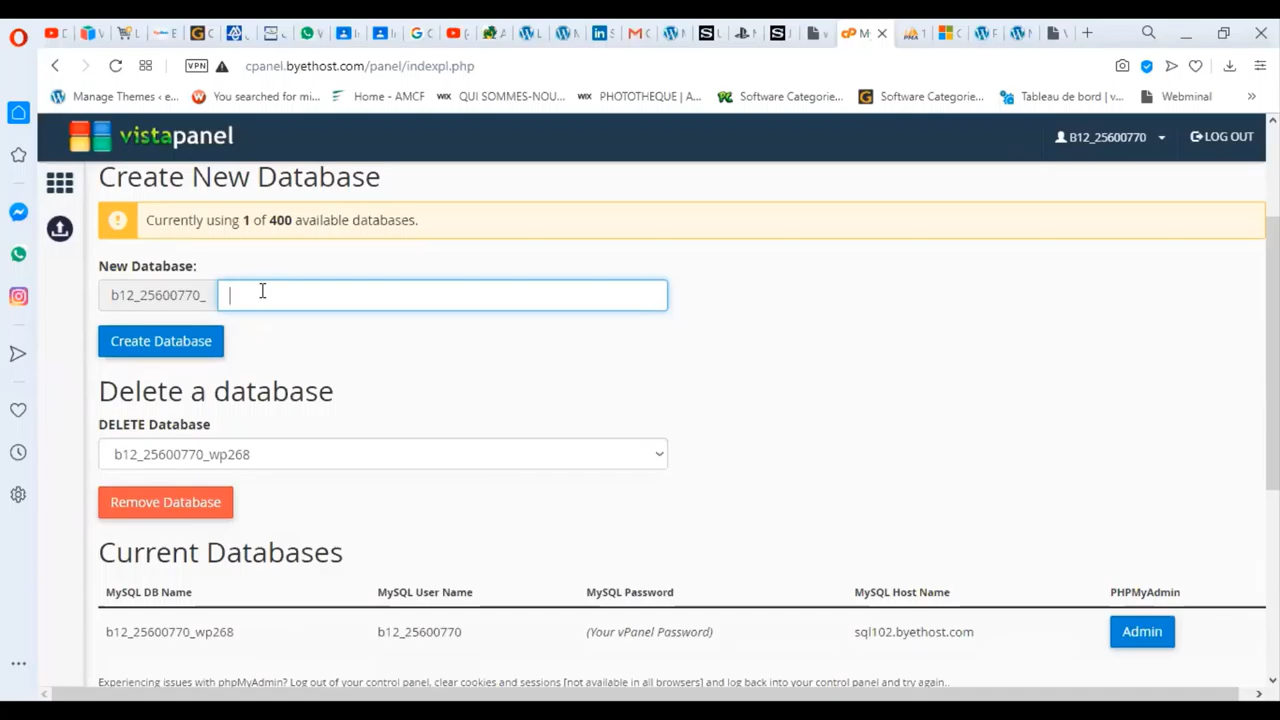 VPN
cpanel.byethost.com/panel/indexpl.php
Manage Themes ‹ e...
You searched for mi...
Home – AMCF
WIX QUI SOMMES-NOU...
WIX PHOTOTHEQUE | A...
Software Categorie...
Software Categorie...
Tableau de bord | v...
Webminal
vistapanel
B12_25600770
LOG OUT
Create New Database
Currently using 1 of 400 available databases.
New Database:
b12_25600770_
Create Database
Delete a database
DELETE Database
b12_25600770_wp268
Remove Database
Current Databases
MySQL DB Name MySQL User Name MySQL Password MySQL Host Name PHPMyAdmin
b12_25600770_wp268 b12_25600770 (Your vPanel Password) sql102.byethost.com Admin
Experiencing issues with phpMyAdmin? Log out of your control panel, clear cookies and sessions [not available in all browsers] and log back into your control panel and try again..